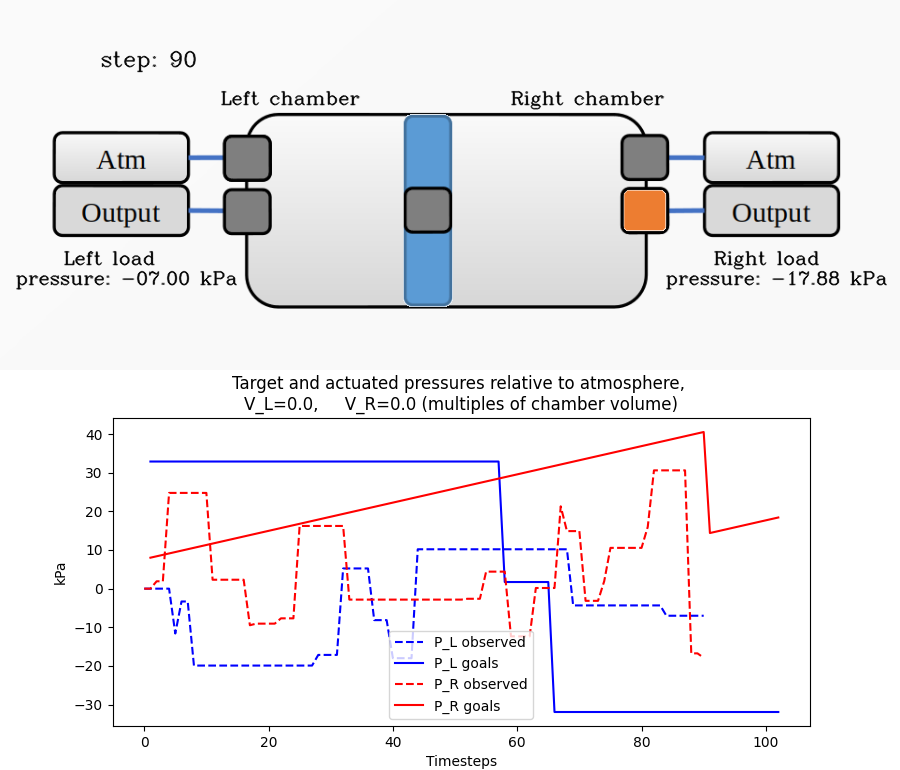 step: 90
Left chamber
Right chamber
Atm
Atm
Output
Output
Left load
pressure: −07.00 kPa
Right load
pressure: −17.88 kPa
Target and actuated pressures relative to atmosphere,
V_L=0.0, V_R=0.0 (multiples of chamber volume)
40
30
20
10
0
−10
−20
−30
kPa
P_L observed
P_L goals
P_R observed
P_R goals
0
20
40
60
80
100
Timesteps